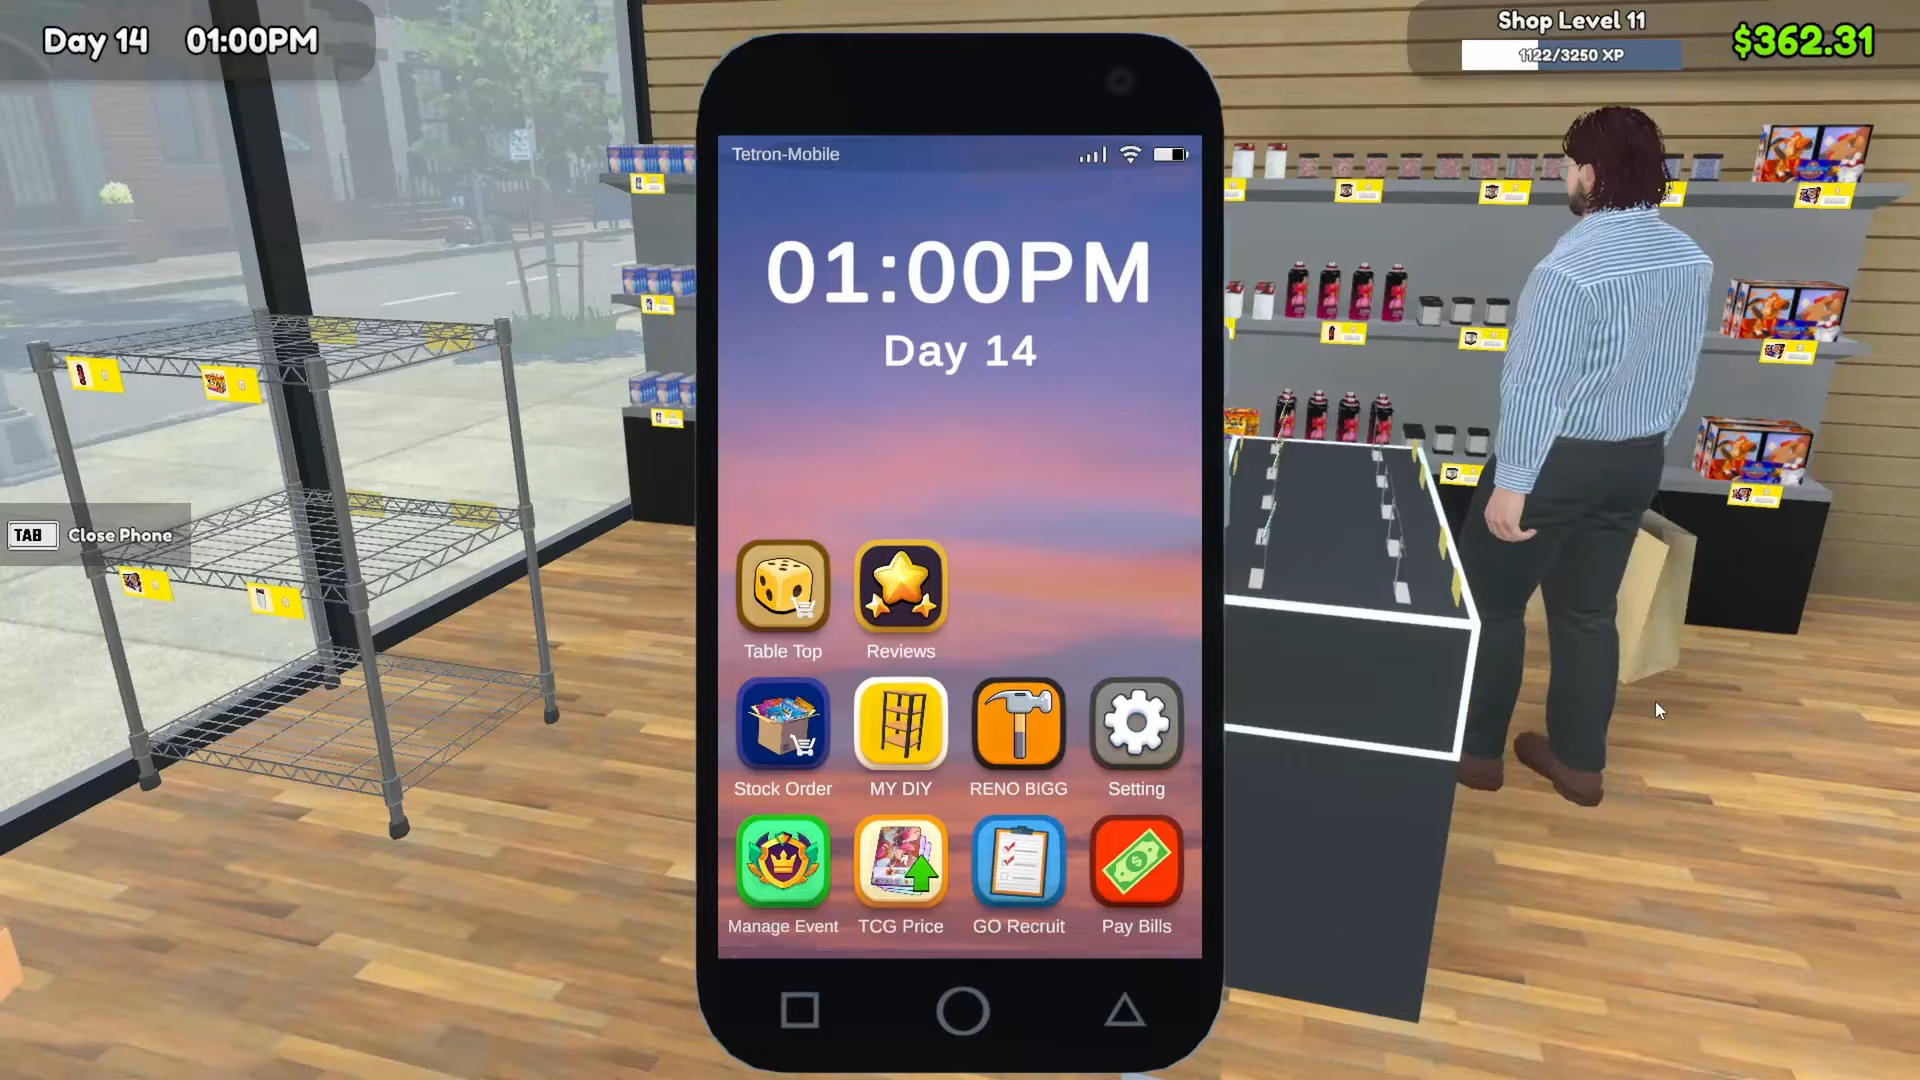 Day 14 01:00PM
Shop Level 11
1122/3250 XP
$362.31
Tetron-Mobile
01:00PM
Day 14
TAB Close Phone
Table Top Reviews
Stock Order MY DIY RENO BIGG Setting
Manage Event TCG Price GO Recruit Pay Bills